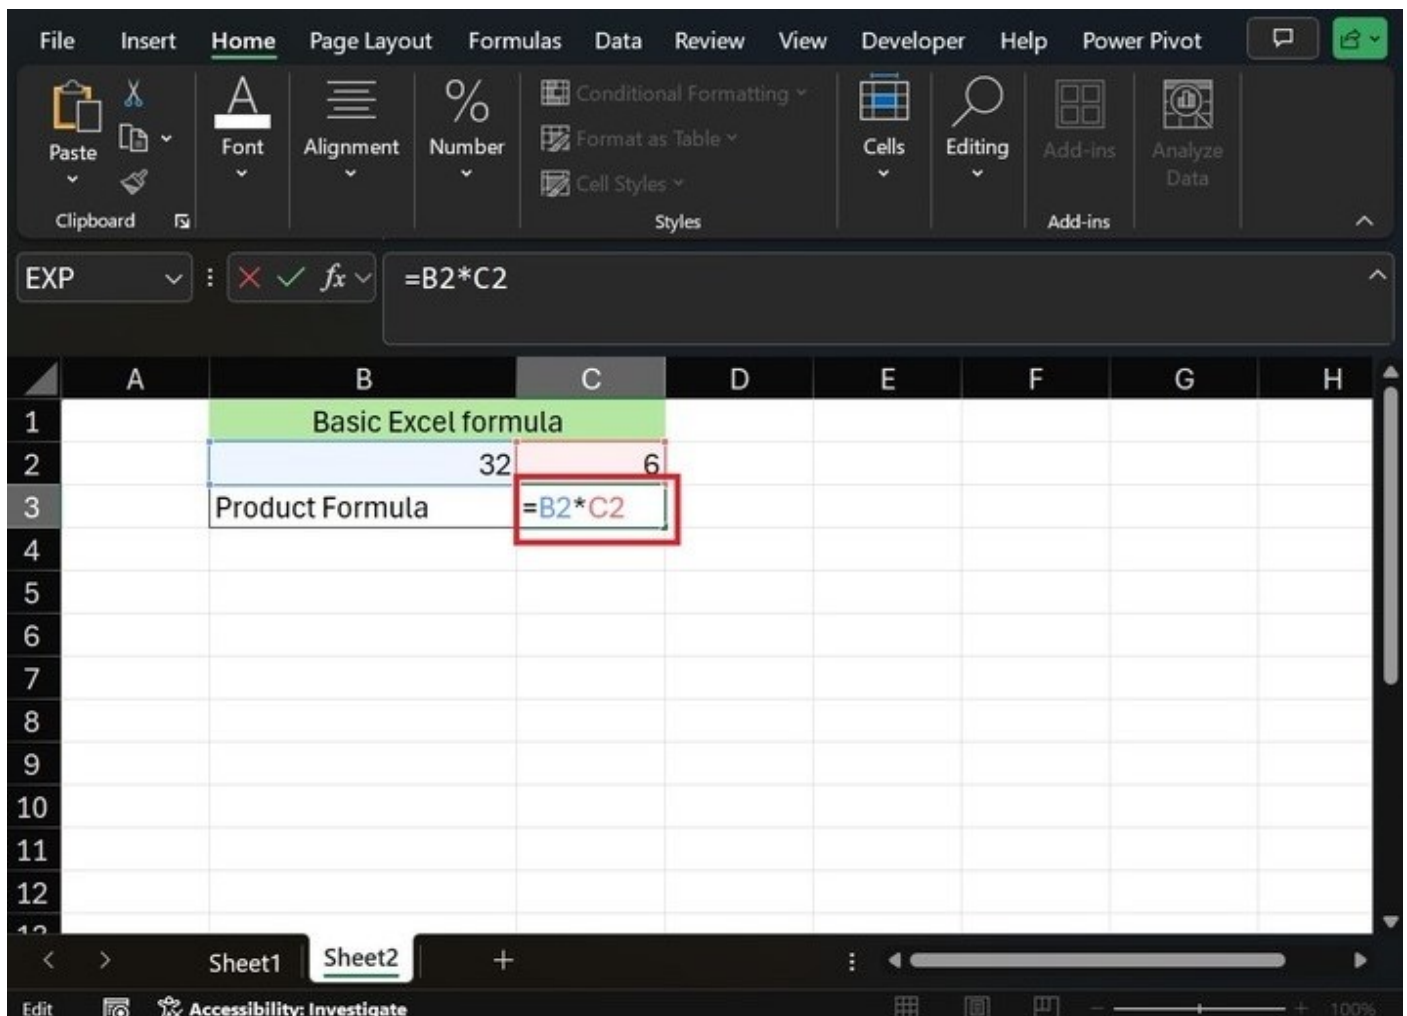 File Insert Home Page Layout Formulas Data Review View Developer Help Power Pivot
Paste
Clipboard
Font
Alignment
%
Number
Conditional Formatting
Format as Table
Cell Styles
Styles
Cells
Editing
Add-ins
Add-ins
Analyze
Data
EXP fx =B2*C2
A B C D E F G H
1 Basic Excel formula
2 32 6
3 Product Formula =B2*C2
4
5
6
7
8
9
10
11
12
Sheet1 Sheet2 +
Edit Accessibility: Investigate 100%